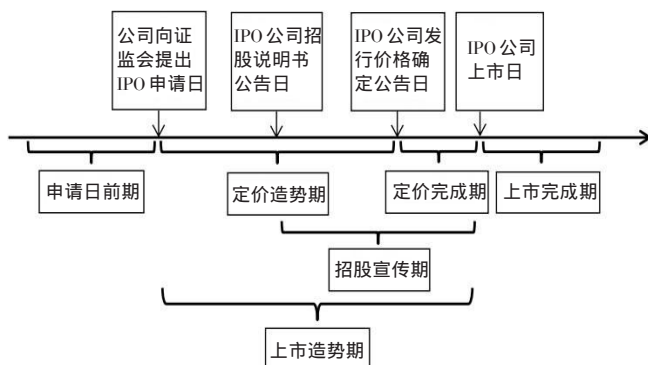 公司向证
监会提出
IPO 申请日
IPO 公司招
股说明书
公告日
IPO 公司发
行价格确
定公告日
IPO 公司
上市日
申请日前期
定价造势期
定价完成期
上市完成期
招股宣传期
上市造势期